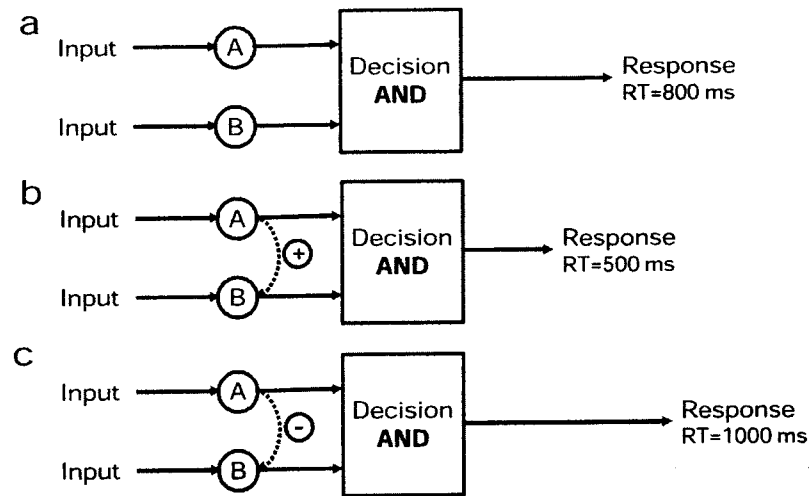 a
Input
A
Decision
AND
Response
RT=800 ms
Input
B
b
Input
A
+
Decision
AND
Response
RT=500 ms
Input
B
c
Input
A
-
Decision
AND
Response
RT=1000 ms
Input
B